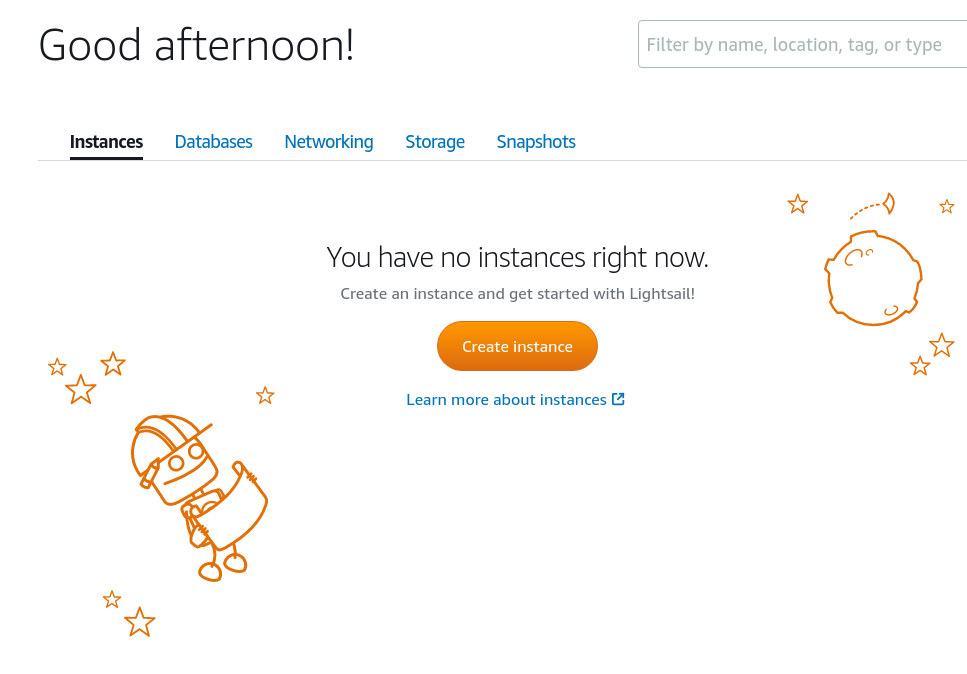 Good afternoon!
Filter by name, location, tag, or type
Instances Databases Networking Storage Snapshots
You have no instances right now.
Create an instance and get started with Lightsail!
Create instance
Learn more about instances